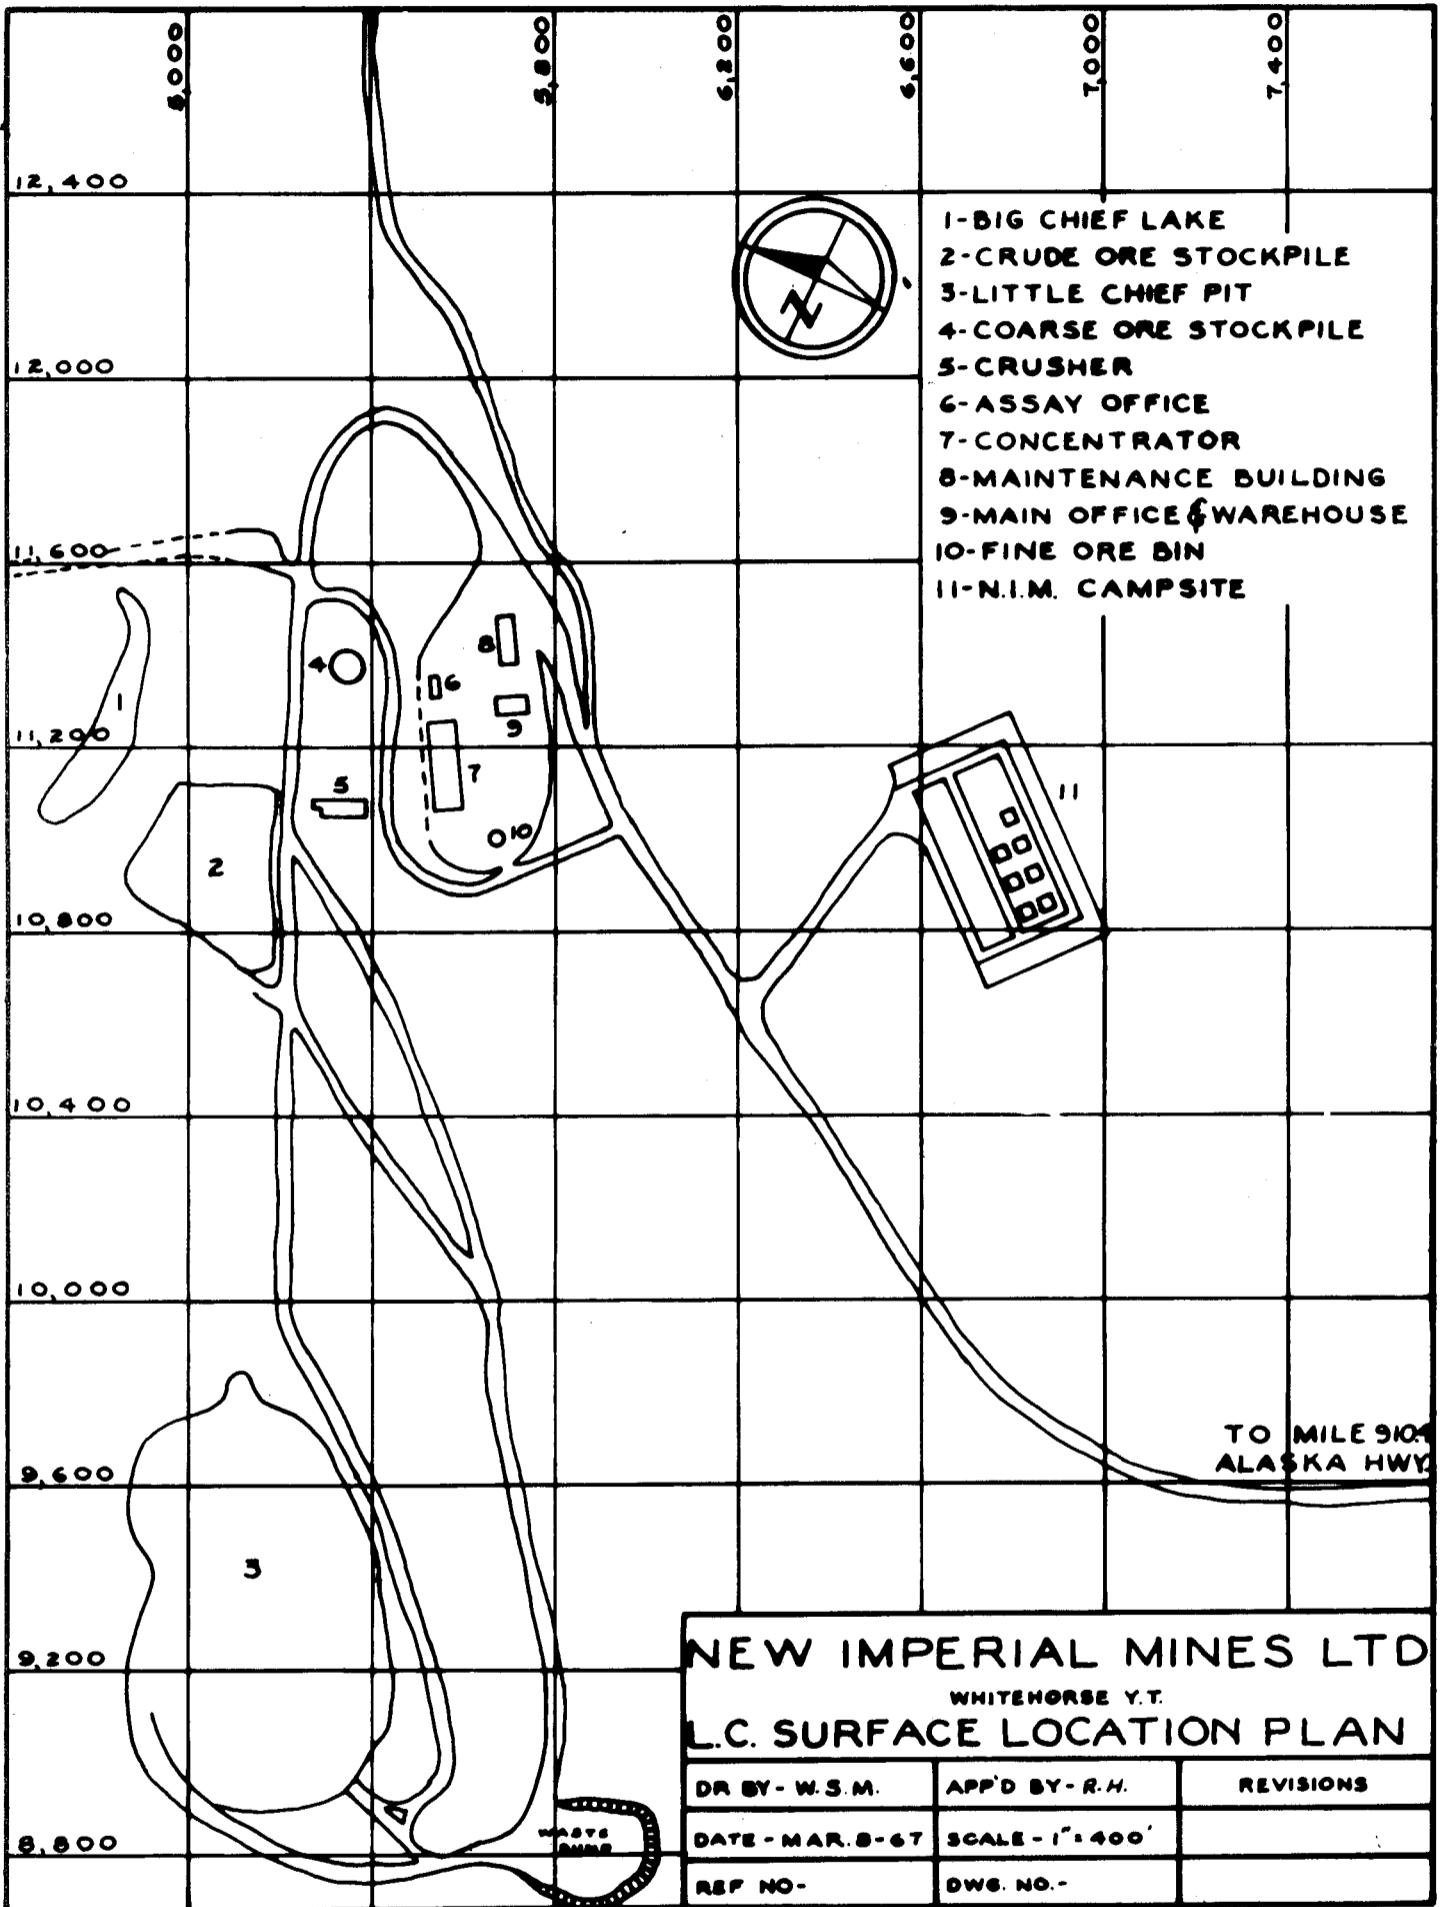 5,000
5,800
6,200
6,600
7,000
7,400
12,400
12,000
11,600
11,200
10,800
10,400
10,000
9,600
9,200
8,800
N
1-BIG CHIEF LAKE
2-CRUDE ORE STOCKPILE
3-LITTLE CHIEF PIT
4-COARSE ORE STOCKPILE
5-CRUSHER
6-ASSAY OFFICE
7-CONCENTRATOR
8-MAINTENANCE BUILDING
9-MAIN OFFICE & WAREHOUSE
10-FINE ORE BIN
11-N.I.M. CAMPSITE
8
4
6
1
9
7
5
11
10
2
3
TO MILE 910.4
ALASKA HWY.
WASTE
DUMP
NEW IMPERIAL MINES LTD
WHITEHORSE Y.T.
L.C. SURFACE LOCATION PLAN
DR BY - W.S.M.
APP'D BY - R.H.
REVISIONS
DATE - MAR. 8-67
SCALE - 1"=400'
REF NO-
DWG. NO.-